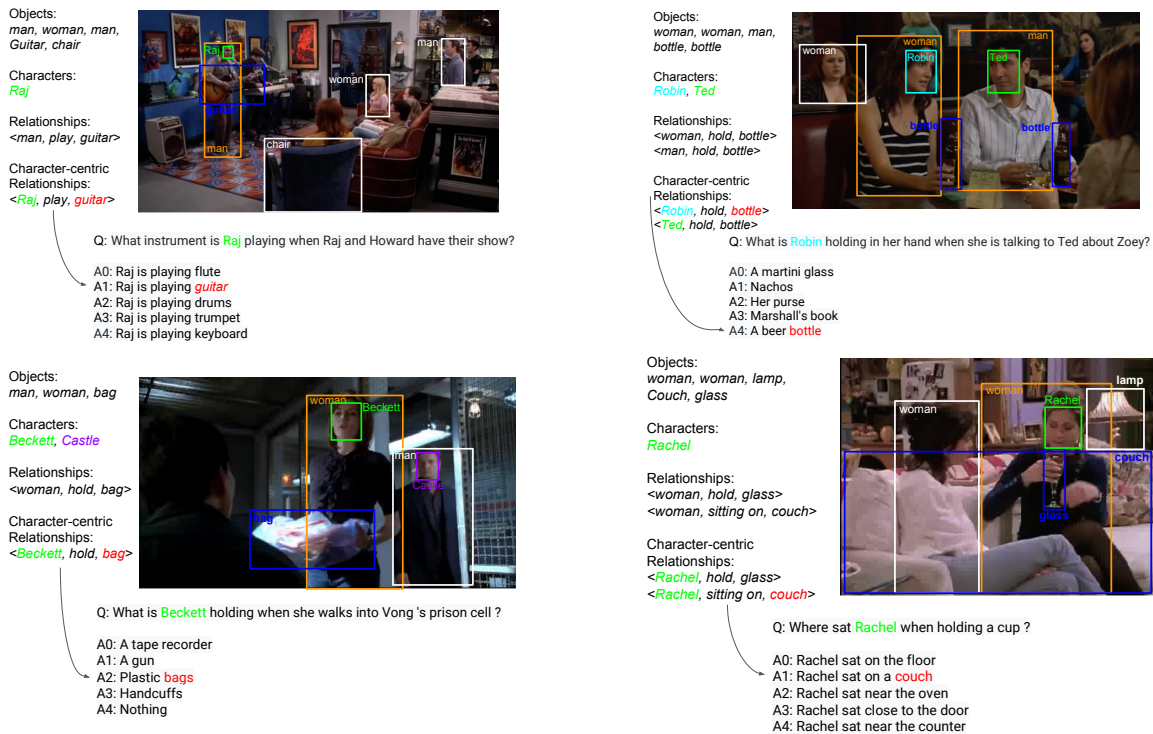 Objects:
man, woman, man,
Guitar, chair
Characters:
Raj
Relationships:
<man, play, guitar>
Character-centric
Relationships:
<Raj, play, guitar>
Raj
guitar
man
woman
man
chair
Q: What instrument is Raj playing when Raj and Howard have their show?
A0: Raj is playing flute
A1: Raj is playing guitar
A2: Raj is playing drums
A3: Raj is playing trumpet
A4: Raj is playing keyboard
Objects:
woman, woman, man,
bottle, bottle
Characters:
Robin, Ted
Relationships:
<woman, hold, bottle>
<man, hold, bottle>
Character-centric
Relationships:
<Robin, hold, bottle>
<Ted, hold, bottle>
woman
woman
Robin
man
Ted
bottle
bottle
Q: What is Robin holding in her hand when she is talking to Ted about Zoey?
A0: A martini glass
A1: Nachos
A2: Her purse
A3: Marshall's book
A4: A beer bottle
Objects:
man, woman, bag
Characters:
Beckett, Castle
Relationships:
<woman, hold, bag>
Character-centric
Relationships:
<Beckett, hold, bag>
woman
Beckett
man
Castle
bag
Q: What is Beckett holding when she walks into Vong 's prison cell ?
A0: A tape recorder
A1: A gun
A2: Plastic bags
A3: Handcuffs
A4: Nothing
Objects:
woman, woman, lamp,
Couch, glass
Characters:
Rachel
Relationships:
<woman, hold, glass>
<woman, sitting on, couch>
Character-centric
Relationships:
<Rachel, hold, glass>
<Rachel, sitting on, couch>
woman
woman
Rachel
lamp
couch
glass
Q: Where sat Rachel when holding a cup ?
A0: Rachel sat on the floor
A1: Rachel sat on a couch
A2: Rachel sat near the oven
A3: Rachel sat close to the door
A4: Rachel sat near the counter